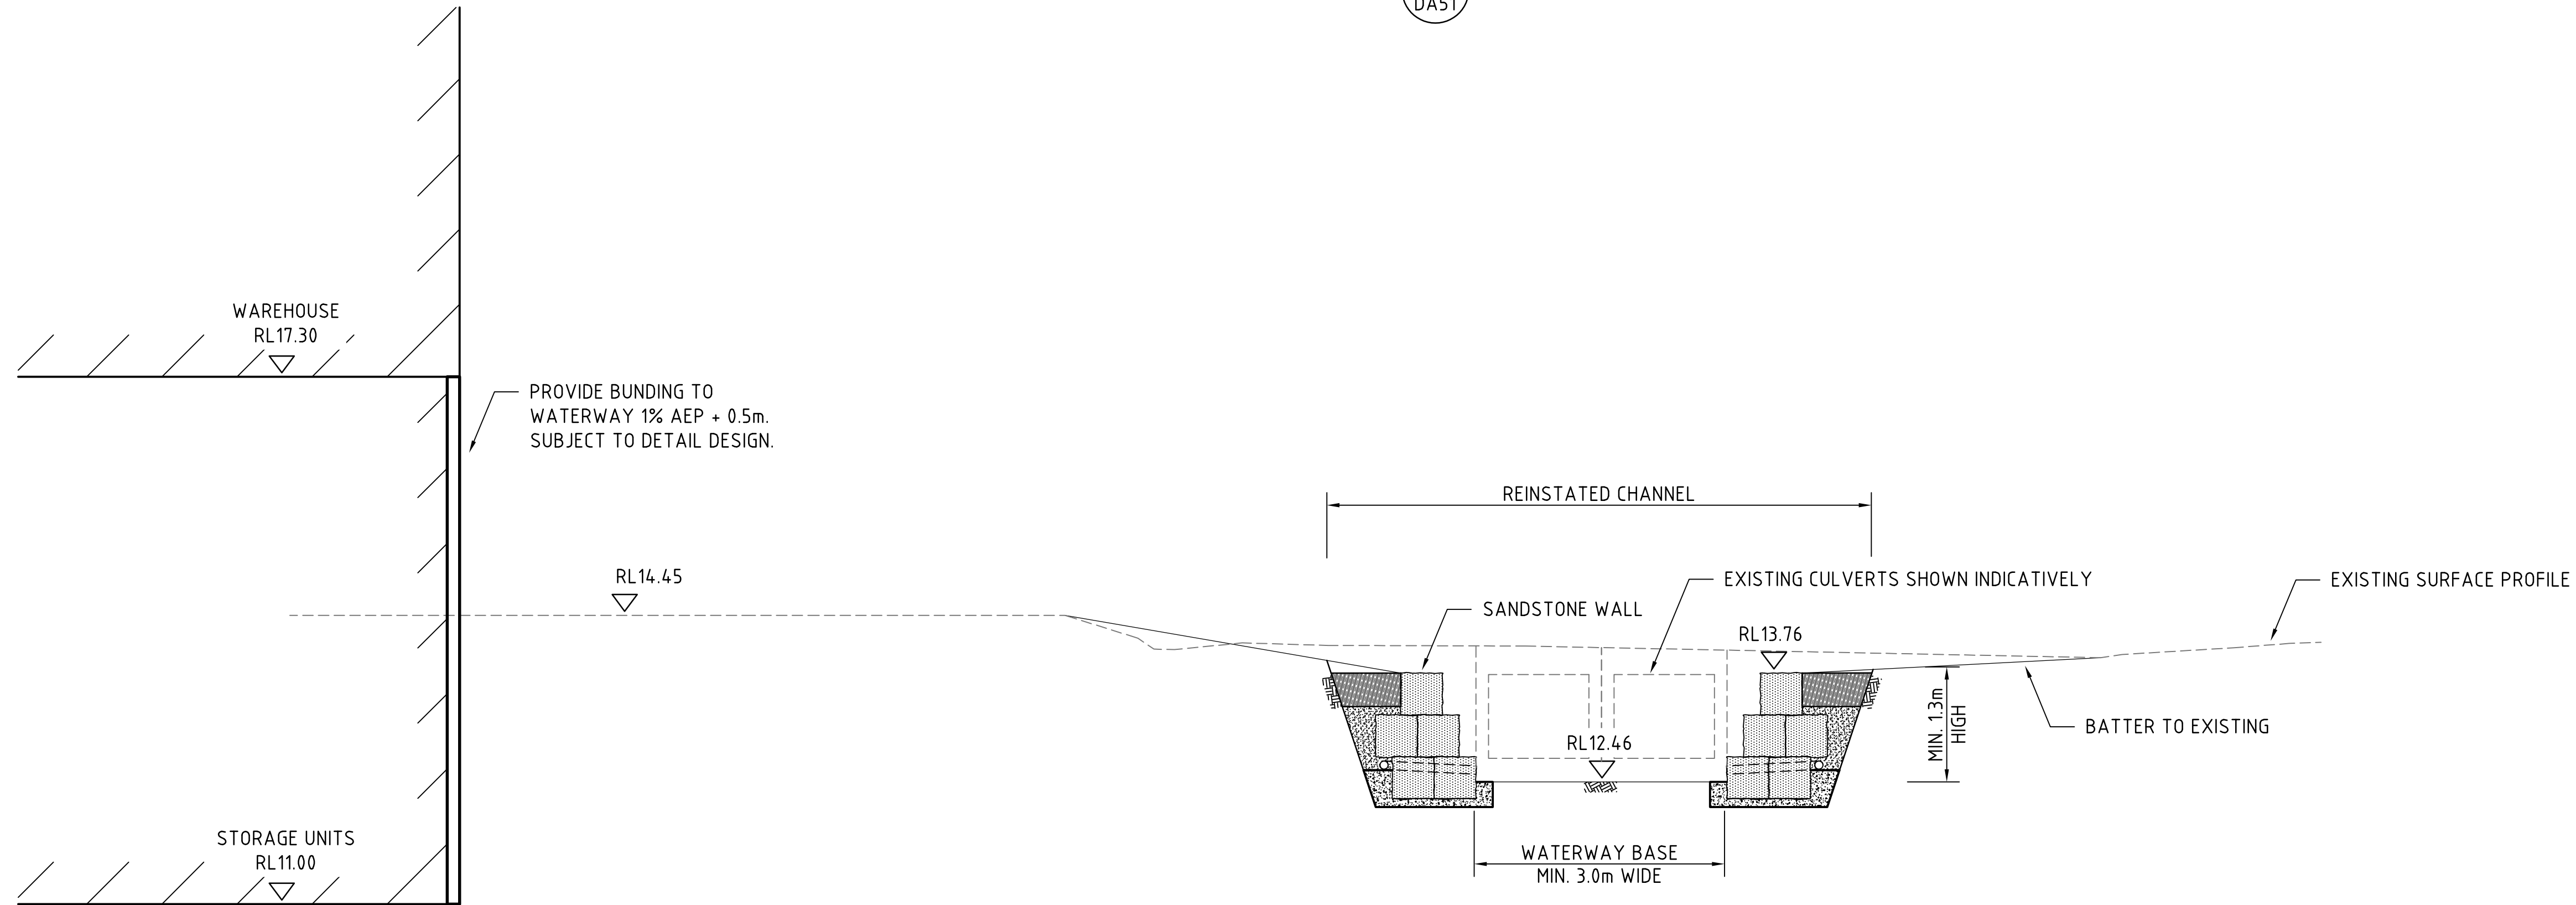 DA51
WAREHOUSE
RL17.30
PROVIDE BUNDING TO
WATERWAY 1% AEP + 0.5m.
SUBJECT TO DETAIL DESIGN.
REINSTATED CHANNEL
RL14.45
EXISTING CULVERTS SHOWN INDICATIVELY
EXISTING SURFACE PROFILE
SANDSTONE WALL
RL13.76
MIN. 1.3m
HIGH
BATTER TO EXISTING
RL12.46
STORAGE UNITS
RL11.00
WATERWAY BASE
MIN. 3.0m WIDE